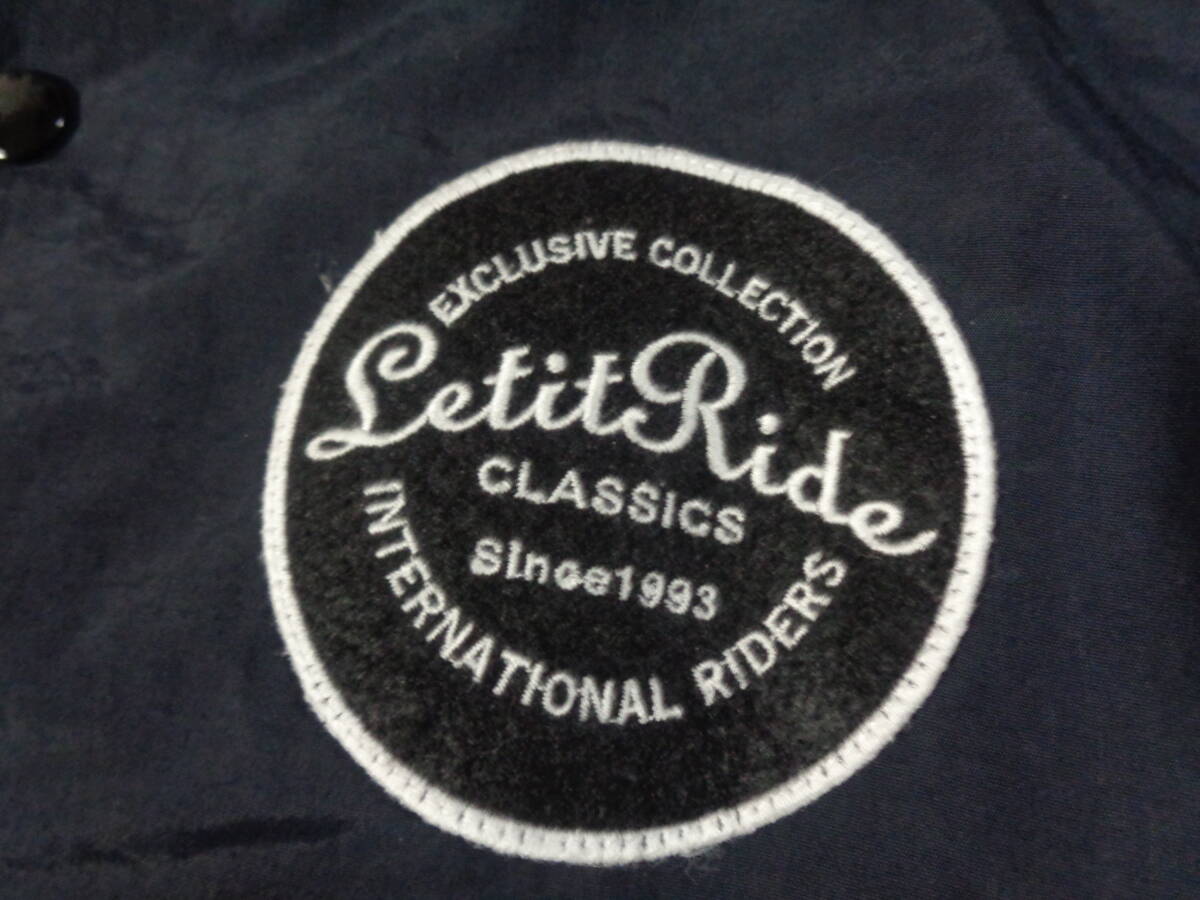 EXCLUSIVE COLLECTION
LetitRide
CLASSICS
Since1993
INTERNATIONAL RIDERS